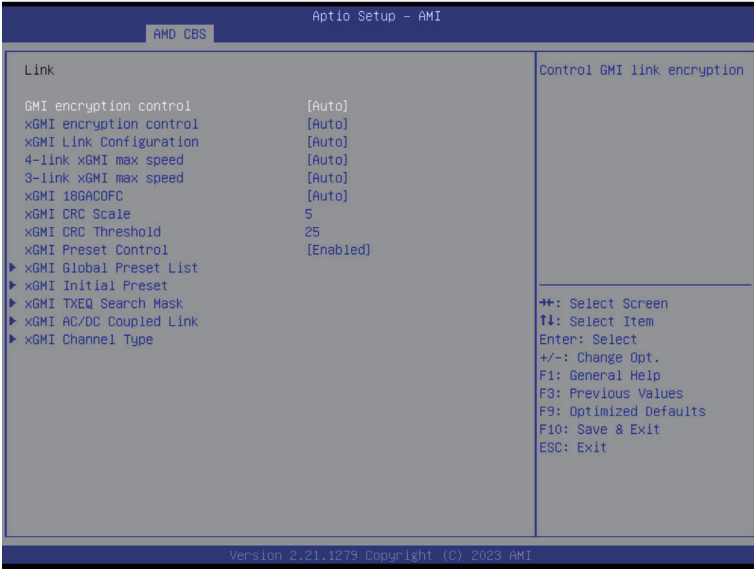 Aptio Setup - AMI
AMD CBS
Link
GMI encryption control [Auto]
xGMI encryption control [Auto]
xGMI Link Configuration [Auto]
4-link xGMI max speed [Auto]
3-link xGMI max speed [Auto]
xGMI 18GACOFC [Auto]
xGMI CRC Scale 5
xGMI CRC Threshold 25
xGMI Preset Control [Enabled]
xGMI Global Preset List
xGMI Initial Preset
xGMI TXEQ Search Mask
xGMI AC/DC Coupled Link
xGMI Channel Type
Control GMI link encryption
→←: Select Screen
↑↓: Select Item
Enter: Select
+/-: Change Opt.
F1: General Help
F3: Previous Values
F9: Optimized Defaults
F10: Save & Exit
ESC: Exit
Version 2.21.1279 Copyright (C) 2023 AMI